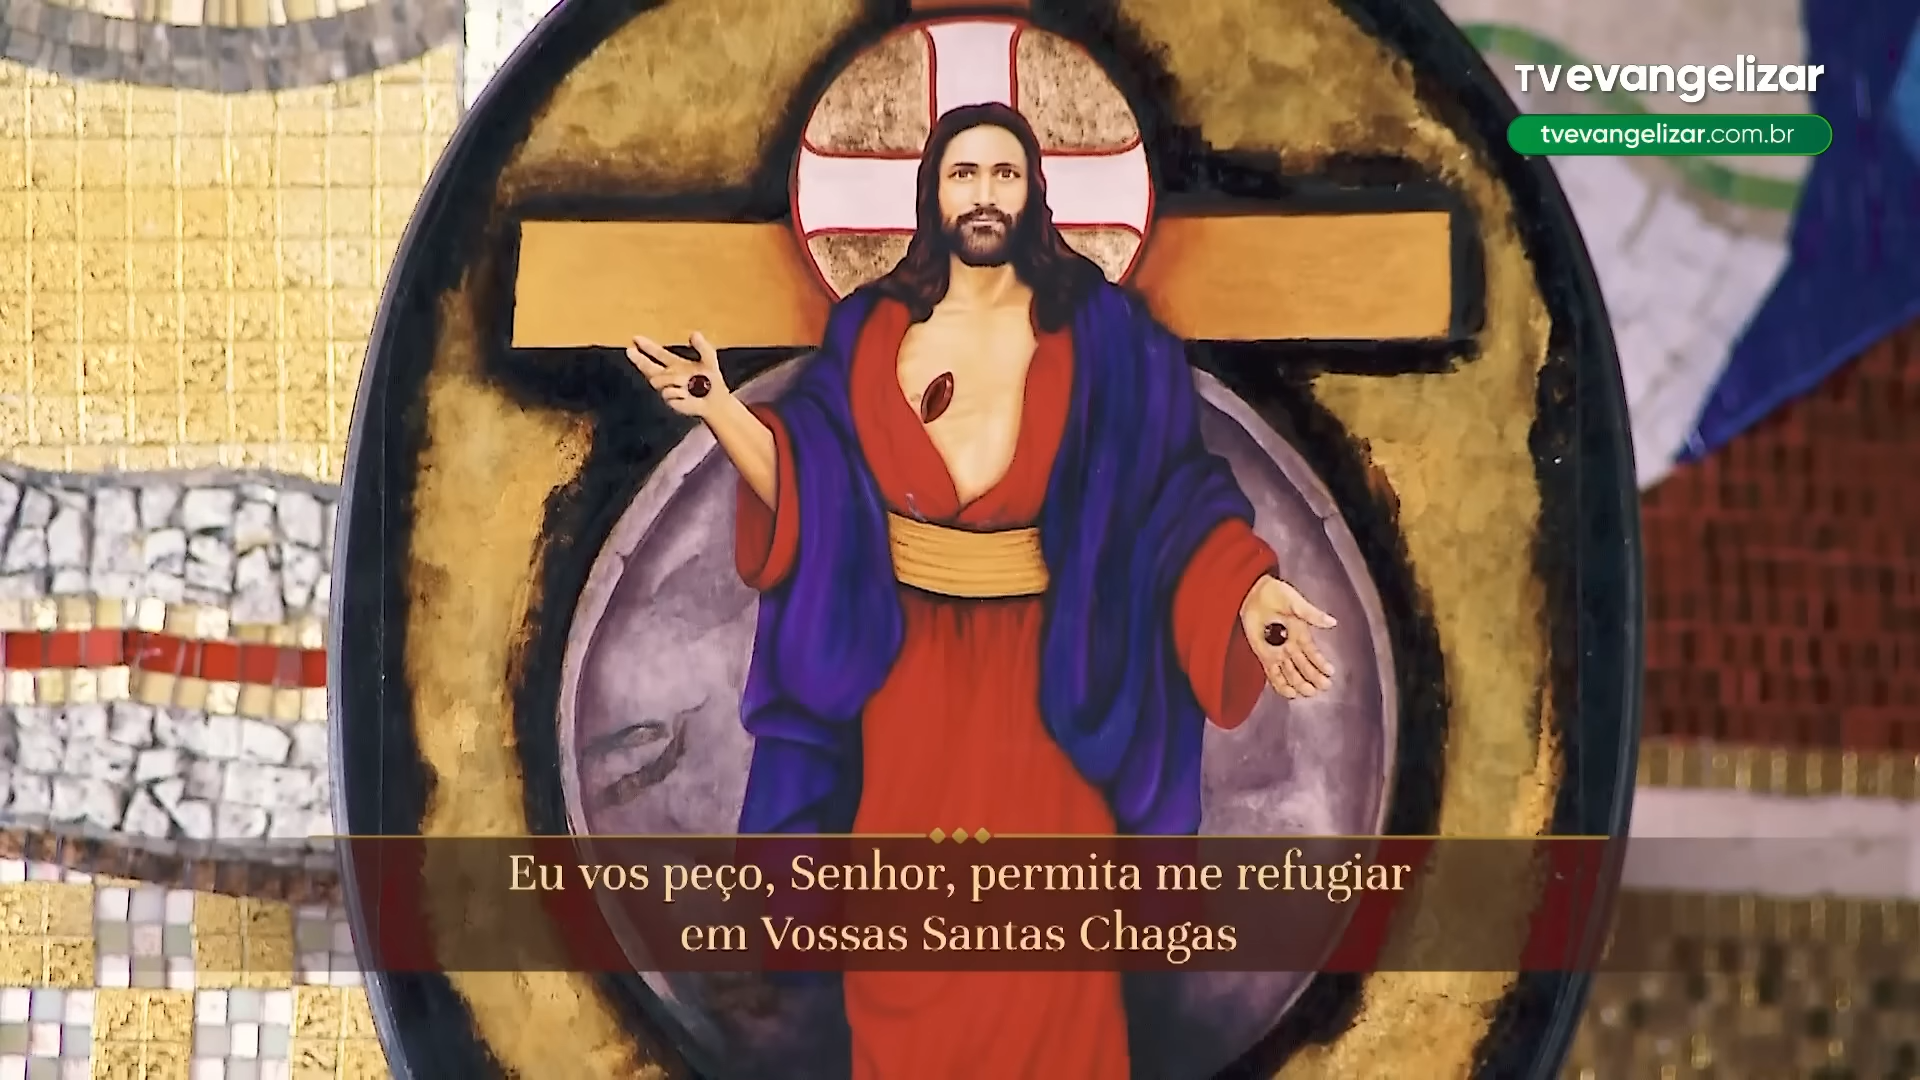 TVevangelizar
tvevangelizar.com.br
Eu vos peço, Senhor, permita me refugiar
em Vossas Santas Chagas